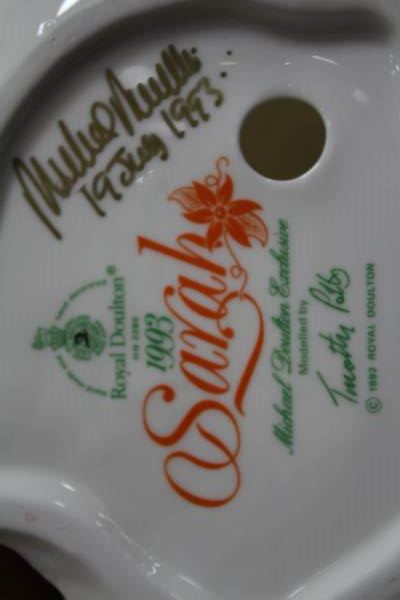 Michael Doulton
19 July 1993
Royal Doulton®
HN 3380
1993
Sarah
Michael Doulton Exclusive
Modelled by
Timothy Potts
© 1992 ROYAL DOULTON